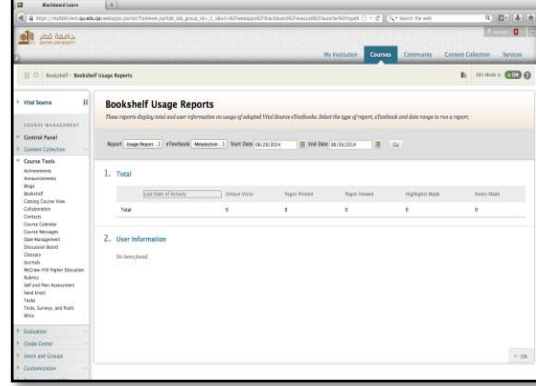 Blackboard Learn
جامعة قطر
QATAR UNIVERSITY
My Institution Courses Community Content Collection Services
Bookshelf Bookshelf Usage Reports
Edit Mode is: ON
Vital Source
COURSE MANAGEMENT
Control Panel
Content Collection
Course Tools
Achievements
Announcements
Blogs
Bookshelf
Catalog Course View
Collaboration
Contacts
Course Calendar
Course Messages
Date Management
Discussion Board
Glossary
Journals
McGraw-Hill Higher Education
Rubrics
Self and Peer Assessment
Send Email
Tasks
Tests, Surveys, and Pools
Wikis
Evaluation
Grade Center
Users and Groups
Customization
Bookshelf Usage Reports
These reports display total and user information on usage of adopted Vital Source eTextbooks. Select the type of report, eTextbook and date range to run a report.
Report Usage Report eTextbook Metabolism Start Date 06/29/2014 End Date 06/30/2014 Go
1. Total
Last Date of Activity Unique Visits Pages Printed Pages Viewed Highlights Made Notes Made
Total 0 0 0 0 0
2. User Information
No items found.
← OK